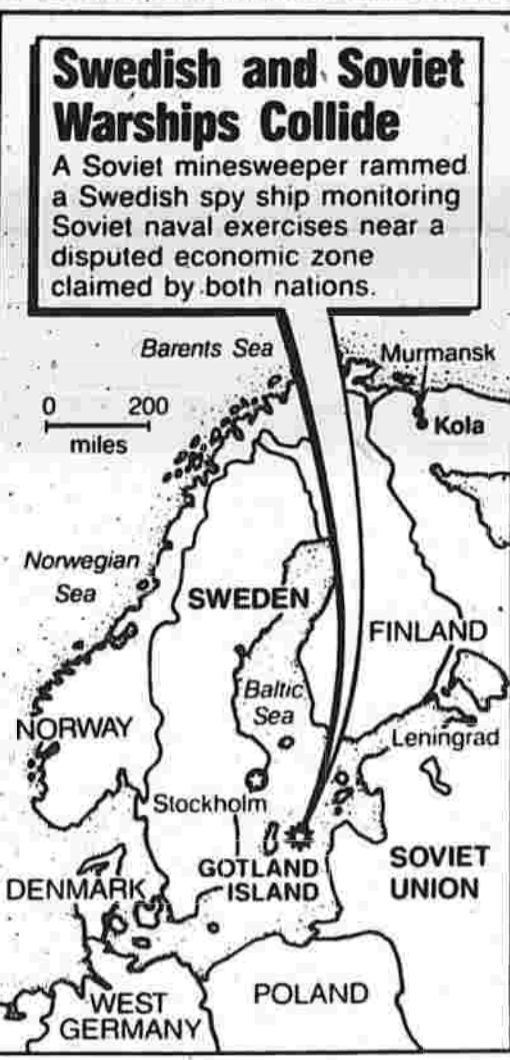 Swedish and Soviet
Warships Collide
A Soviet minesweeper rammed
a Swedish spy ship monitoring
Soviet naval exercises near a
disputed economic zone
claimed by both nations.
Barents Sea
Murmansk
0 200
miles
Kola
Norwegian
Sea
SWEDEN
FINLAND
Baltic
Sea
NORWAY
Leningrad
Stockholm
GOTLAND
ISLAND
SOVIET
UNION
DENMARK
WEST
GERMANY
POLAND